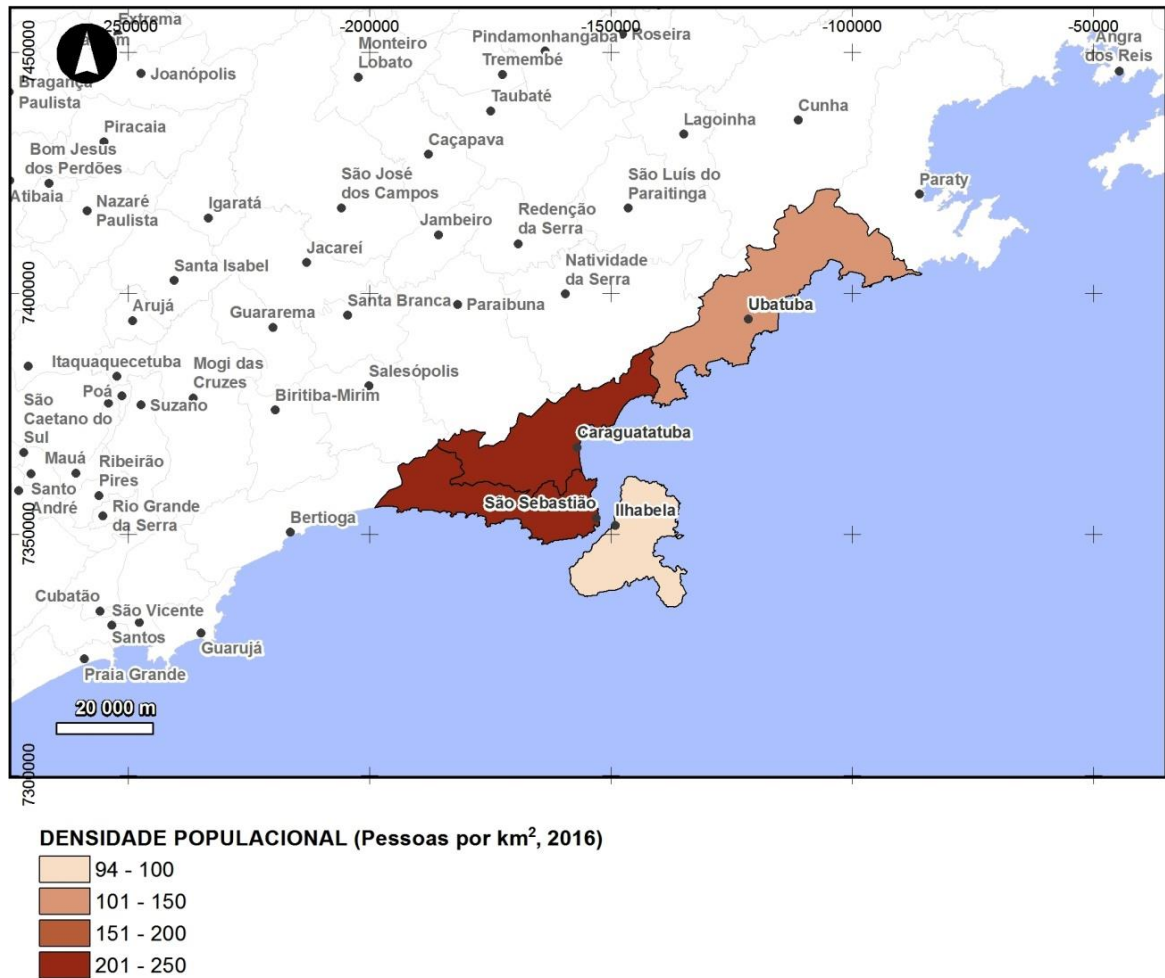 Extrema
-250000
-200000
-150000
-100000
-50000
7450000
Joanópolis
Bragança
Paulista
Monteiro
Lobato
Pindamonhangaba
Roseira
Tremembé
Taubaté
Angra
dos Reis
Piracaia
Bom Jesus
dos Perdões
Atibaia
Nazaré
Paulista
Igaratá
Caçapava
São José
dos Campos
Lagoinha
Cunha
São Luís do
Paraitinga
Paraty
Jambeiro
Redenção
da Serra
Jacareí
Natividade
da Serra
7400000
Santa Isabel
Arujá
Guararema
Santa Branca
Paraibuna
Ubatuba
Itaquaquecetuba
Mogi das
Cruzes
Poá
Suzano
Biritiba-Mirim
Salesópolis
São
Caetano do
Sul
Mauá
Ribeirão
Pires
Santo
André
Rio Grande
da Serra
Caraguatatuba
São Sebastião
Ilhabela
Bertioga
7350000
Cubatão
São Vicente
Santos
Guarujá
Praia Grande
20 000 m
7300000
DENSIDADE POPULACIONAL (Pessoas por km², 2016)
94 - 100
101 - 150
151 - 200
201 - 250